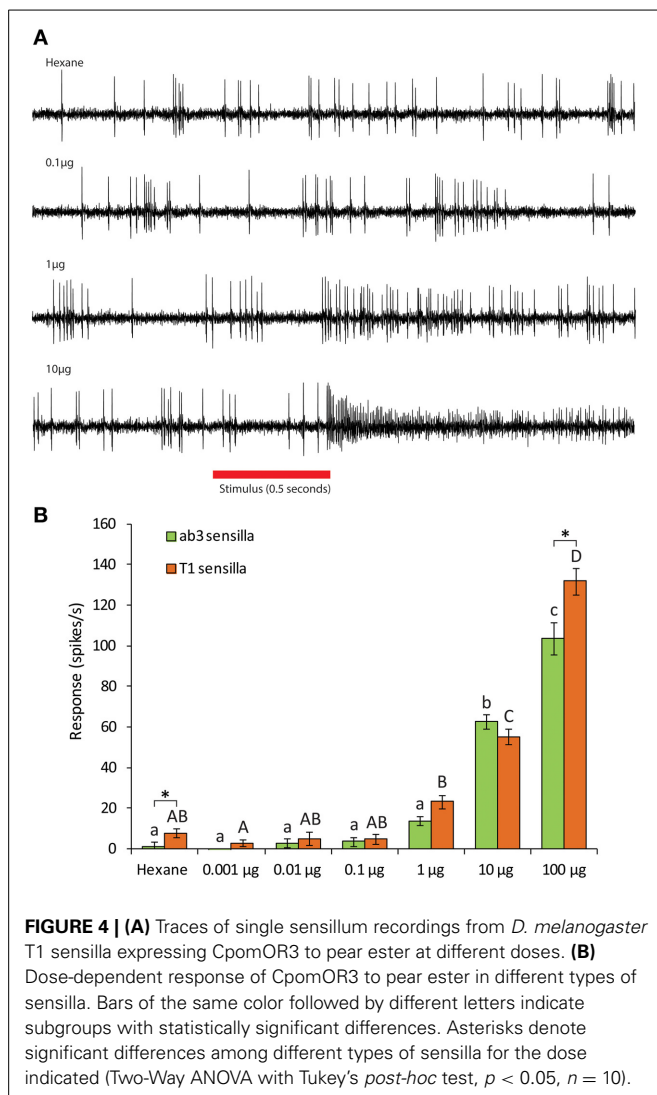 A
Hexane
0.1µg
1µg
10µg
Stimulus (0.5 seconds)
B
160
140
120
100
80
60
40
20
0
Response (spikes/s)
ab3 sensilla
T1 sensilla
*
a AB
a A
a AB
a AB
a B
b C
*
c D
Hexane 0.001 µg 0.01 µg 0.1 µg 1 µg 10 µg 100 µg
FIGURE 4 | (A) Traces of single sensillum recordings from D. melanogaster
T1 sensilla expressing CpomOR3 to pear ester at different doses. (B)
Dose-dependent response of CpomOR3 to pear ester in different types of
sensilla. Bars of the same color followed by different letters indicate
subgroups with statistically significant differences. Asterisks denote
significant differences among different types of sensilla for the dose
indicated (Two-Way ANOVA with Tukey's post-hoc test, p < 0.05, n = 10).